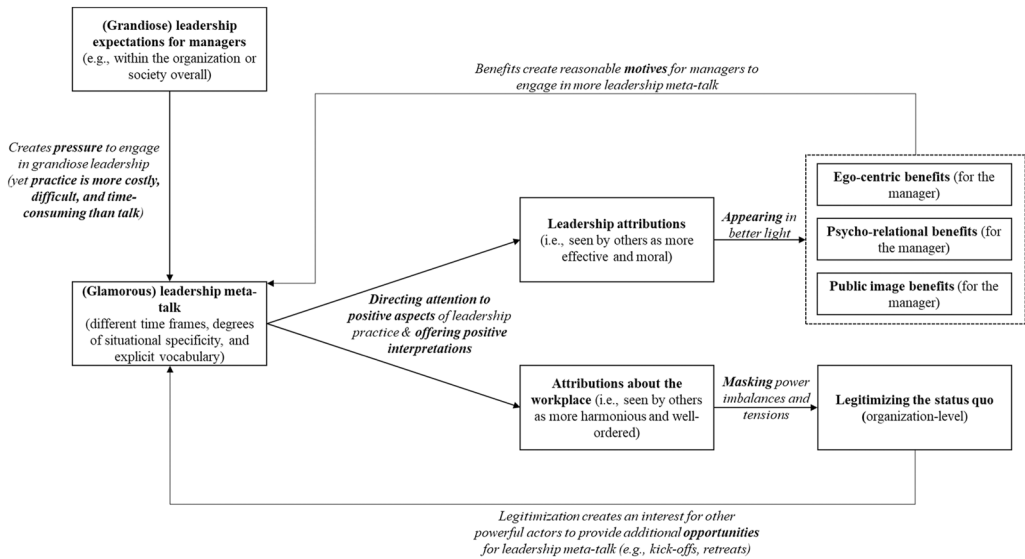 (Grandiose) leadership
expectations for managers
(e.g., within the organization or
society overall)
Benefits create reasonable motives for managers to
engage in more leadership meta-talk
Creates pressure to engage
in grandiose leadership
(yet practice is more costly,
difficult, and time-
consuming than talk)
Ego-centric benefits (for the
manager)
Leadership attributions
(i.e., seen by others as more
effective and moral)
Appearing in
better light
Psycho-relational benefits (for
the manager)
Public image benefits (for
the manager)
(Glamorous) leadership meta-
talk
(different time frames, degrees
of situational specificity, and
explicit vocabulary)
Directing attention to
positive aspects of leadership
practice & offering positive
interpretations
Attributions about the
workplace (i.e., seen by others
as more harmonious and well-
ordered)
Masking power
imbalances and
tensions
Legitimizing the status quo
(organization-level)
Legitimization creates an interest for other
powerful actors to provide additional opportunities
for leadership meta-talk (e.g., kick-offs, retreats)